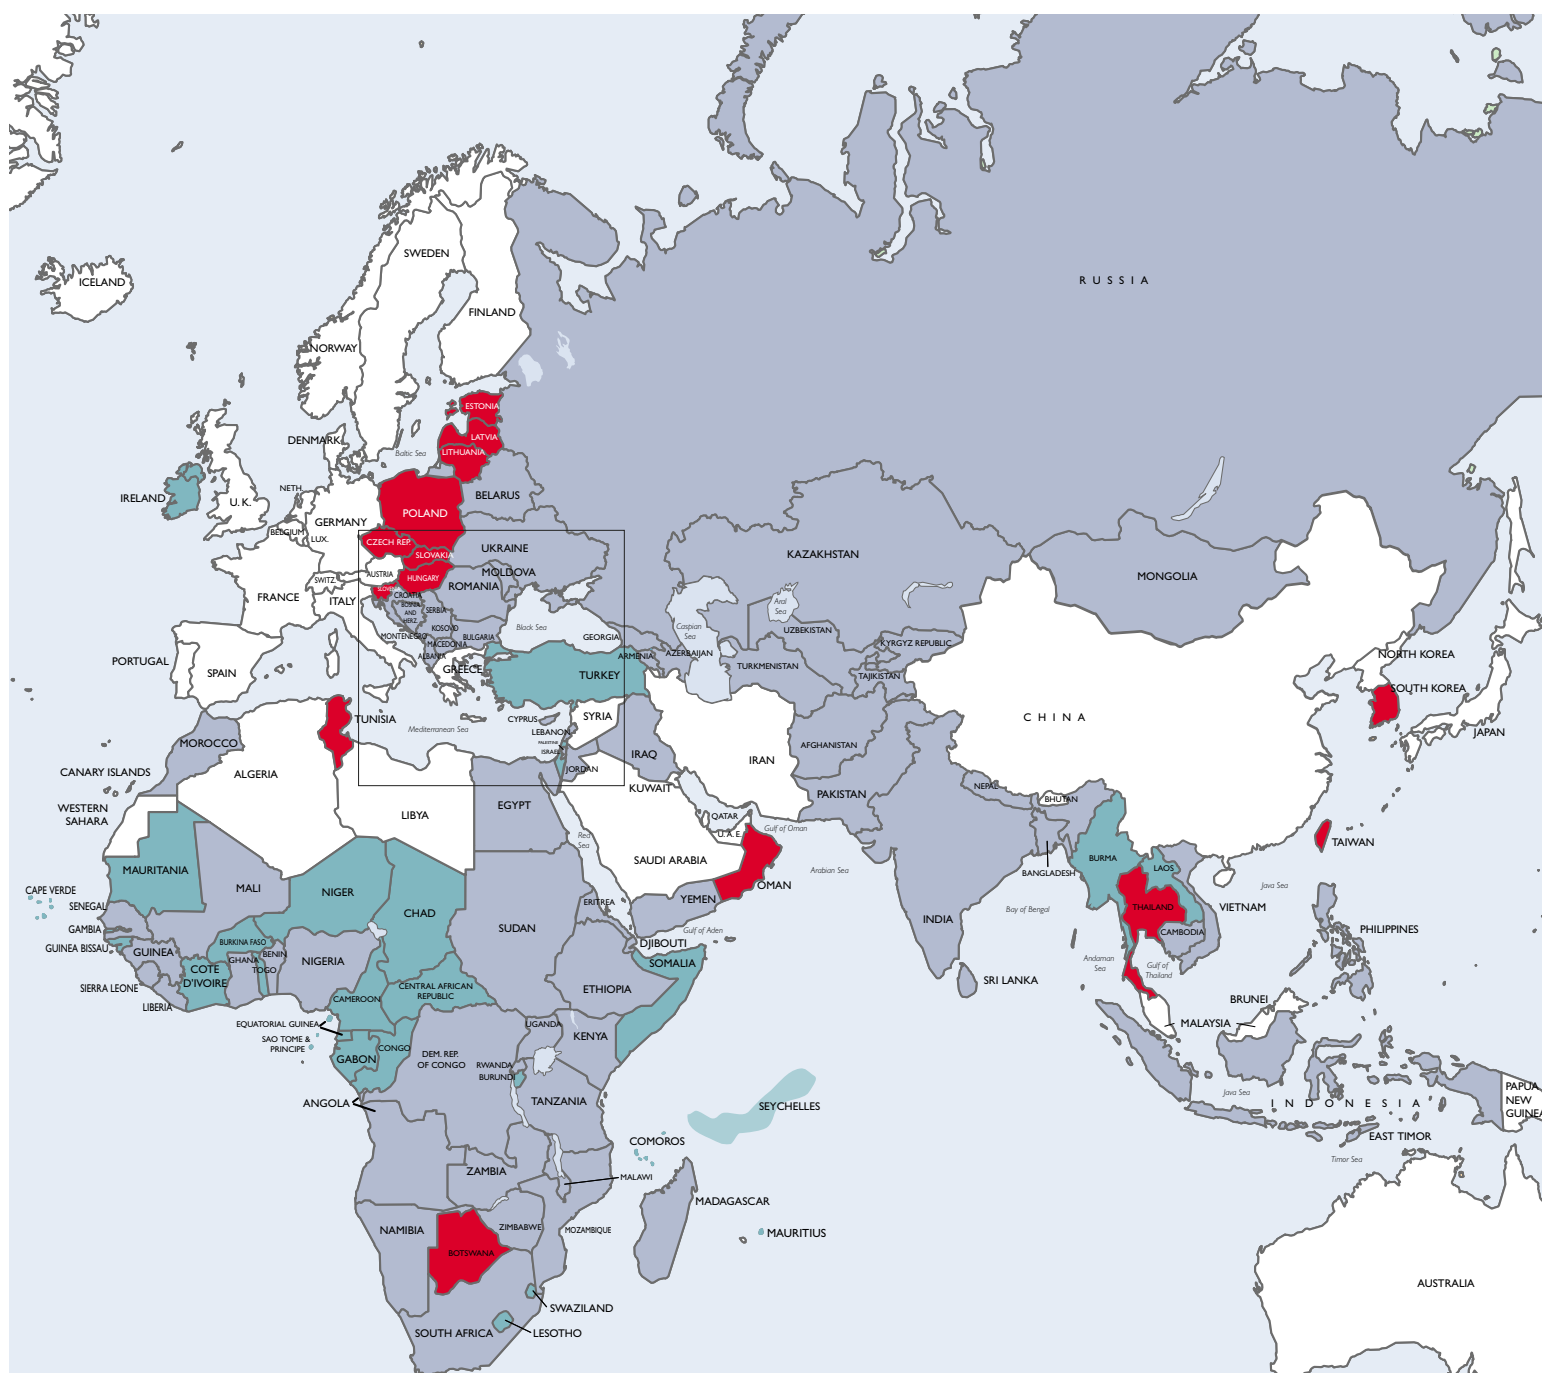 RUSSIA
SWEDEN
ICELAND
FINLAND
NORWAY
ESTONIA
DENMARK
LATVIA
Baltic Sea
LITHUANIA
NETH.
BELARUS
IRELAND
U. K.
POLAND
GERMANY
BELGIUM
LUX.
CZECH REP.
UKRAINE
SLOVAKIA
KAZAKHSTAN
MONGOLIA
AUSTRIA
SWITZ.
HUNGARY
MOLDOVA
ROMANIA
SLOVENIA
FRANCE
ITALY
CROATIA
BOSNIA
AND
HERZ.
SERBIA
Aral
Sea
Black Sea
Caspian
Sea
KOSOVO
MONTENEGRO
BULGARIA
GEORGIA
UZBEKISTAN
MACEDONIA
KYRGYZ REPUBLIC
ALBANIA
ARMENIA
AZERBAIJAN
NORTH KOREA
PORTUGAL
SPAIN
GREECE
TURKEY
TURKMENISTAN
TAJIKISTAN
SOUTH KOREA
TUNISIA
CYPRUS
SYRIA
CHINA
Mediterranean Sea
LEBANON
JAPAN
MOROCCO
PALESTINE
ISRAEL
IRAQ
AFGHANISTAN
IRAN
CANARY ISLANDS
ALGERIA
JORDAN
KUWAIT
NEPAL
PAKISTAN
BHUTAN
WESTERN
SAHARA
LIBYA
EGYPT
QATAR
Gulf of Oman
U. A. E.
Red
Sea
TAIWAN
SAUDI ARABIA
BURMA
MAURITANIA
Arabian Sea
LAOS
BANGLADESH
CAPE VERDE
MALI
NIGER
OMAN
Java Sea
SENEGAL
CHAD
YEMEN
ERITREA
THAILAND
VIETNAM
Bay of Bengal
GAMBIA
SUDAN
INDIA
Gulf of Aden
CAMBODIA
PHILIPPINES
GUINEA BISSAU
BURKINA FASO
GUINEA
BENIN
GHANA
TOGO
NIGERIA
DJIBOUTI
SOMALIA
Andaman
Sea
Gulf of
Thailand
COTE
D'IVOIRE
SIERRA LEONE
SRI LANKA
CENTRAL AFRICAN
REPUBLIC
ETHIOPIA
CAMEROON
LIBERIA
BRUNEI
EQUATORIAL GUINEA
UGANDA
MALAYSIA
KENYA
SAO TOME &
PRINCIPE
CONGO
GABON
DEM. REP.
OF CONGO
RWANDA
BURUNDI
PAPUA
NEW
GUINEA
Java Sea
ANGOLA
TANZANIA
SEYCHELLES
INDONESIA
COMOROS
EAST TIMOR
Timor Sea
ZAMBIA
MALAWI
MADAGASCAR
NAMIBIA
ZIMBABWE
MOZAMBIQUE
MAURITIUS
BOTSWANA
AUSTRALIA
SWAZILAND
SOUTH AFRICA
LESOTHO